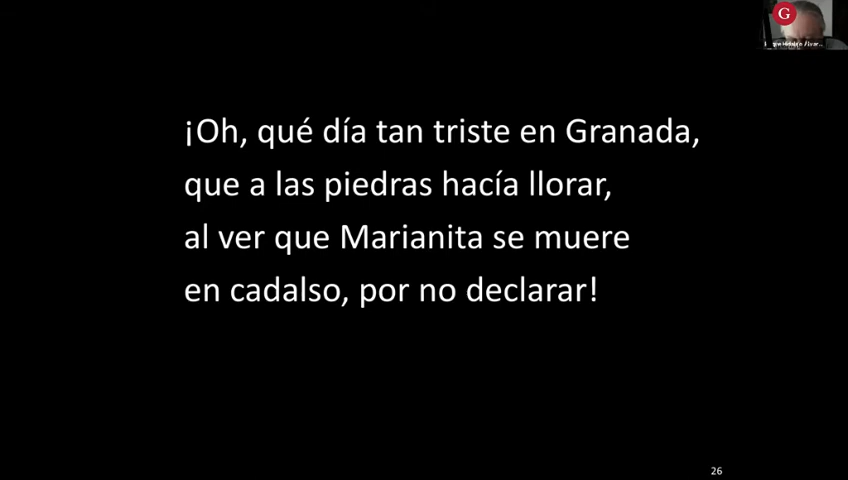 G
¡Oh, qué día tan triste en Granada,
que a las piedras hacía llorar,
al ver que Marianita se muere
en cadalso, por no declarar!
26